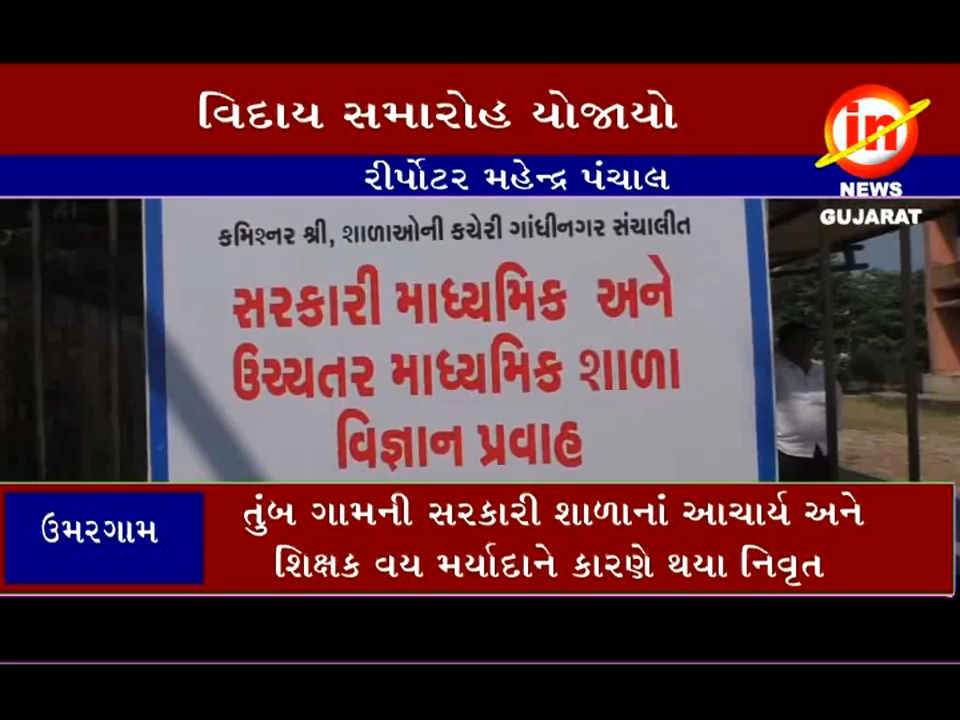 વિદાય સમારોહ યોજાયો
in
રીર્પોટર મહેન્દ્ર પંચાલ
NEWS
GUJARAT
કમિશ્નર શ્રી, શાળાઓની કચેરી ગાંધીનગર સંચાલીત
સરકારી માધ્યમિક અને
ઉચ્ચતર માધ્યમિક શાળા
વિજ્ઞાન પ્રવાહ
ઉમરગામ
તુંબ ગામની સરકારી શાળાનાં આચાર્ય અને
શિક્ષક વય મર્યાદાને કારણે થયા નિવૃત